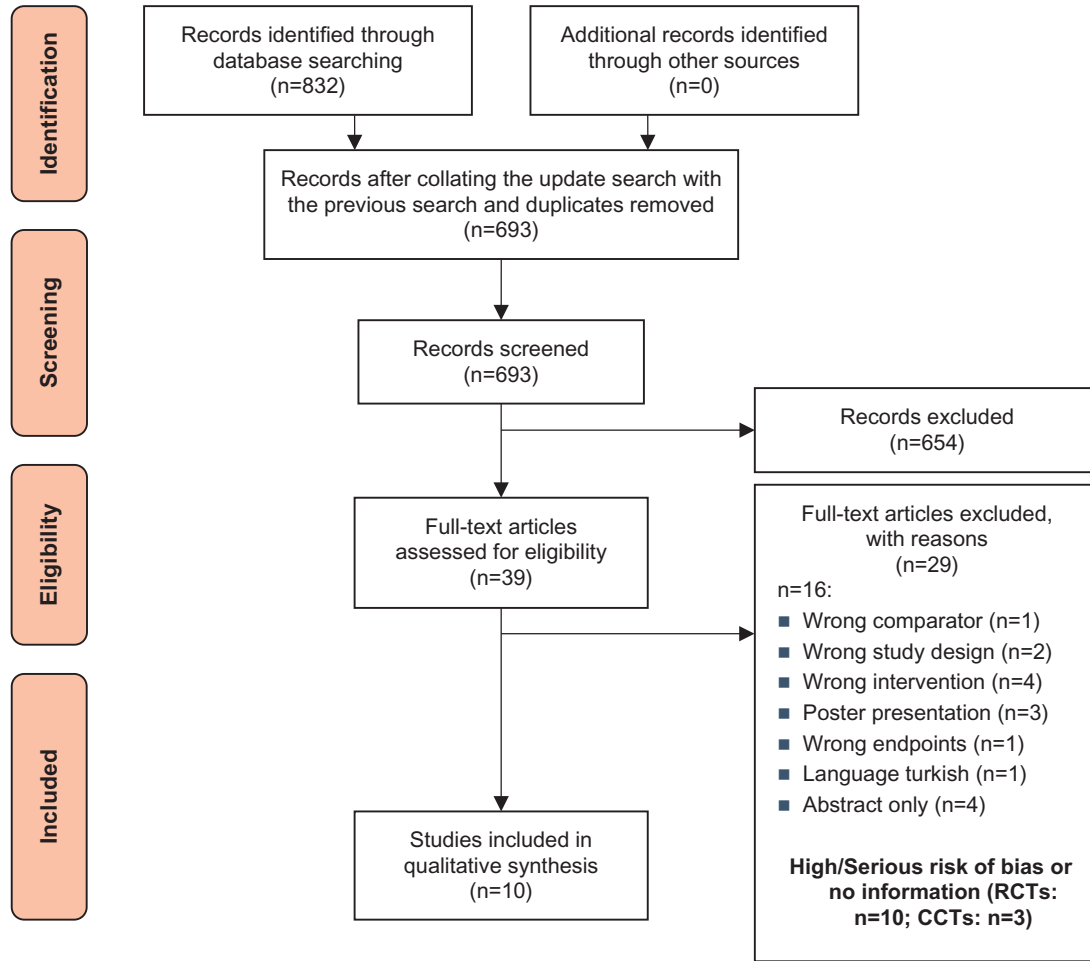 Identification
Records identified through
database searching
(n=832)
Additional records identified
through other sources
(n=0)
Records after collating the update search with
the previous search and duplicates removed
(n=693)
Screening
Records screened
(n=693)
Records excluded
(n=654)
Eligibility
Full-text articles
assessed for eligibility
(n=39)
Full-text articles excluded,
with reasons
(n=29)
n=16:
■ Wrong comparator (n=1)
■ Wrong study design (n=2)
■ Wrong intervention (n=4)
■ Poster presentation (n=3)
■ Wrong endpoints (n=1)
■ Language turkish (n=1)
■ Abstract only (n=4)
High/Serious risk of bias or
no information (RCTs:
n=10; CCTs: n=3)
Included
Studies included in
qualitative synthesis
(n=10)